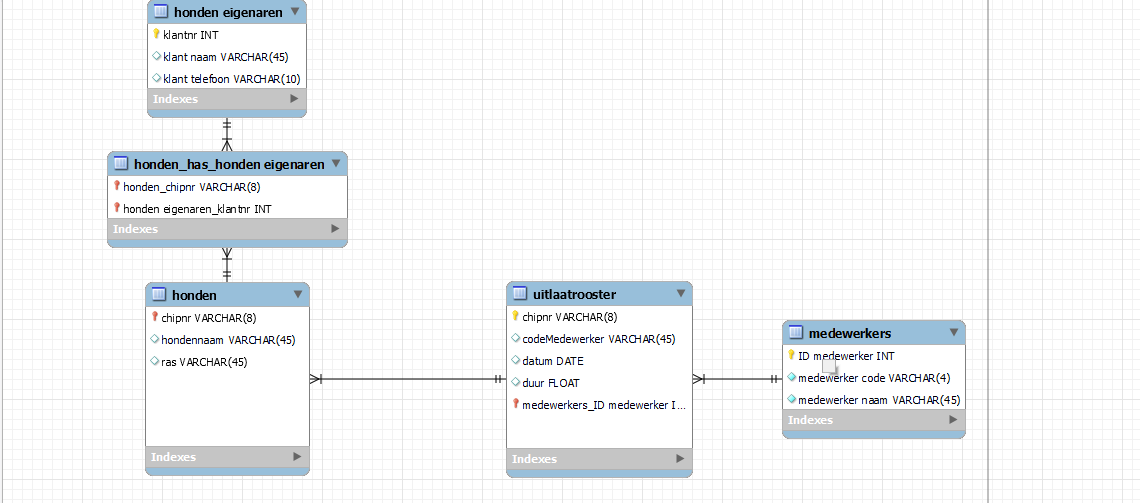 honden eigenaren
klantnr INT
klant naam VARCHAR(45)
klant telefoon VARCHAR(10)
Indexes
honden_has_honden eigenaren
honden_chipnr VARCHAR(8)
honden eigenaren_klantnr INT
Indexes
honden
chipnr VARCHAR(8)
hondennaam VARCHAR(45)
ras VARCHAR(45)
Indexes
uitlaatrooster
chipnr VARCHAR(8)
codeMedewerker VARCHAR(45)
datum DATE
duur FLOAT
medewerkers_ID medewerker I...
Indexes
medewerkers
ID medewerker INT
medewerker code VARCHAR(4)
medewerker naam VARCHAR(45)
Indexes